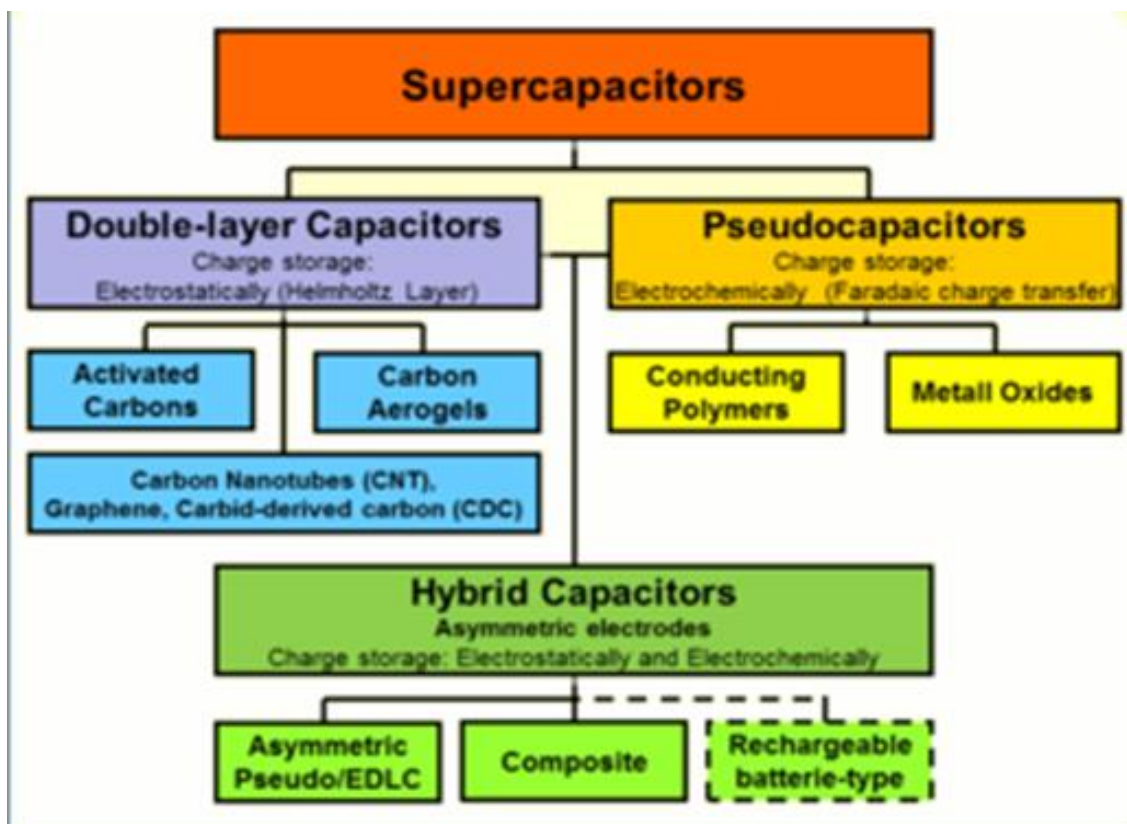 Supercapacitors
Double-layer Capacitors
Charge storage:
Electrostatically (Helmholtz Layer)
Pseudocapacitors
Charge storage:
Electrochemically (Faradaic charge transfer)
Activated
Carbons
Carbon
Aerogels
Conducting
Polymers
Metall Oxides
Carbon Nanotubes (CNT),
Graphene, Carbid-derived carbon (CDC)
Hybrid Capacitors
Asymmetric electrodes
Charge storage: Electrostatically and Electrochemically
Asymmetric
Pseudo/EDLC
Composite
Rechargeable
batterie-type